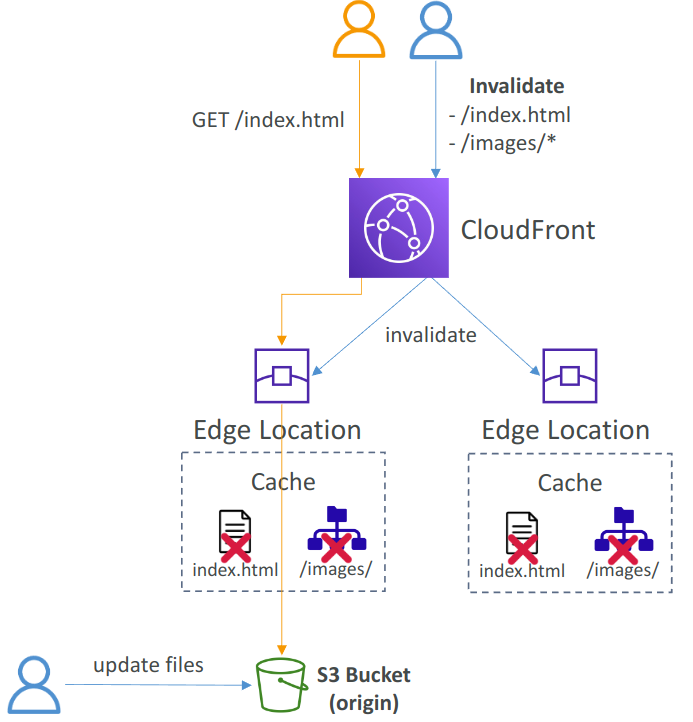 Invalidate
GET /index.html
- /index.html
- /images/*
CloudFront
invalidate
Edge Location
Edge Location
Cache
Cache
index.html
/images/
index.html
/images/
update files
S3 Bucket
(origin)